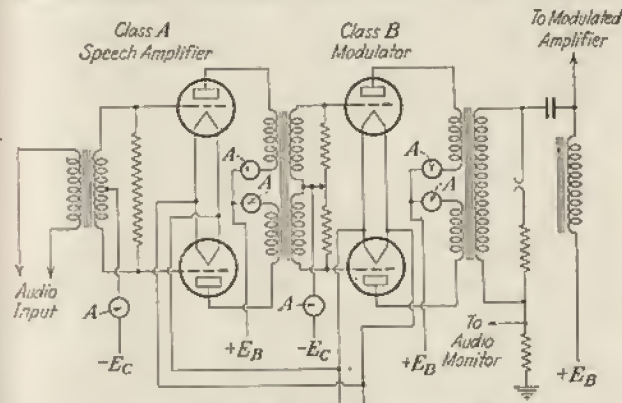 Class A
Speech Amplifier
Class B
Modulator
To Modulated
Amplifier
A
A
A
A
Audio
Input
A
A
-E_C
+E_B
-E_C
+E_B
To
Audio
Monitor
+E_B